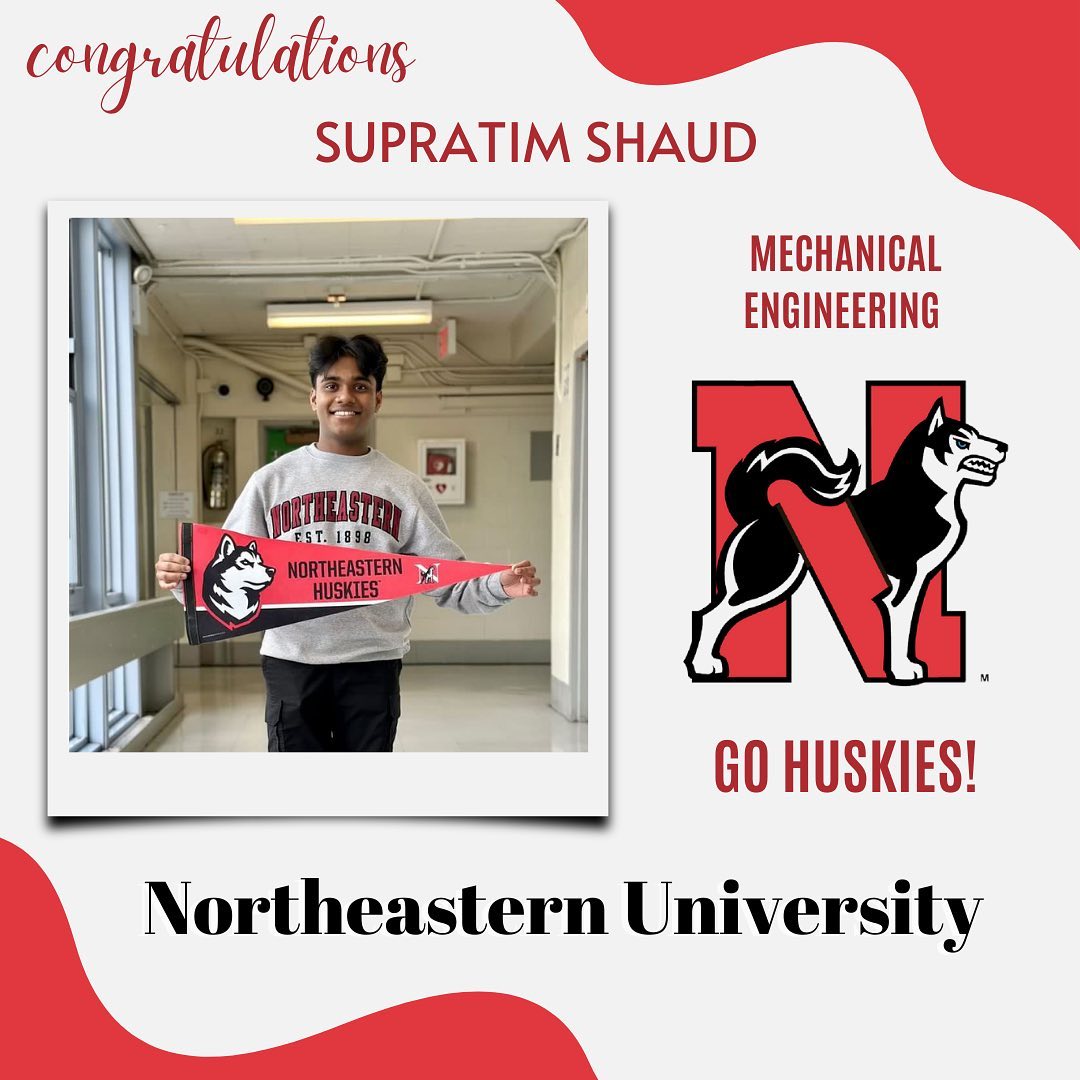 congratulations
SUPRATIM SHAUD
MECHANICAL
ENGINEERING
NORTHEASTERN
EST. 1898
NORTHEASTERN
HUSKIES
N
M
GO HUSKIES!
Northeastern University